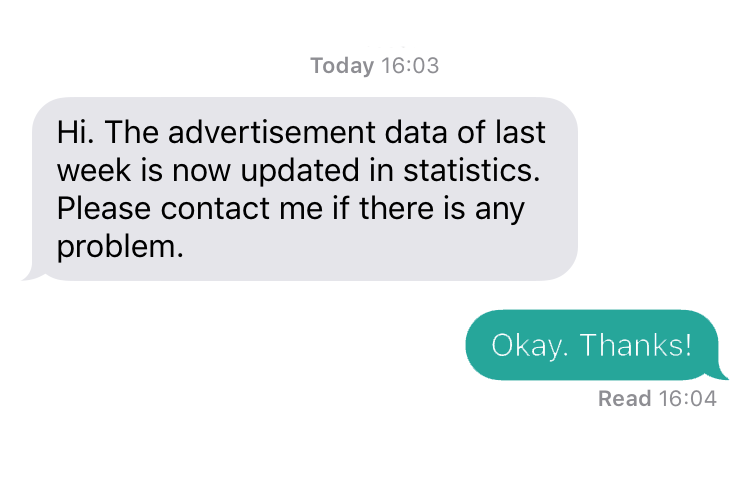 Today 16:03
Hi. The advertisement data of last
week is now updated in statistics.
Please contact me if there is any
problem.
Okay. Thanks!
Read 16:04